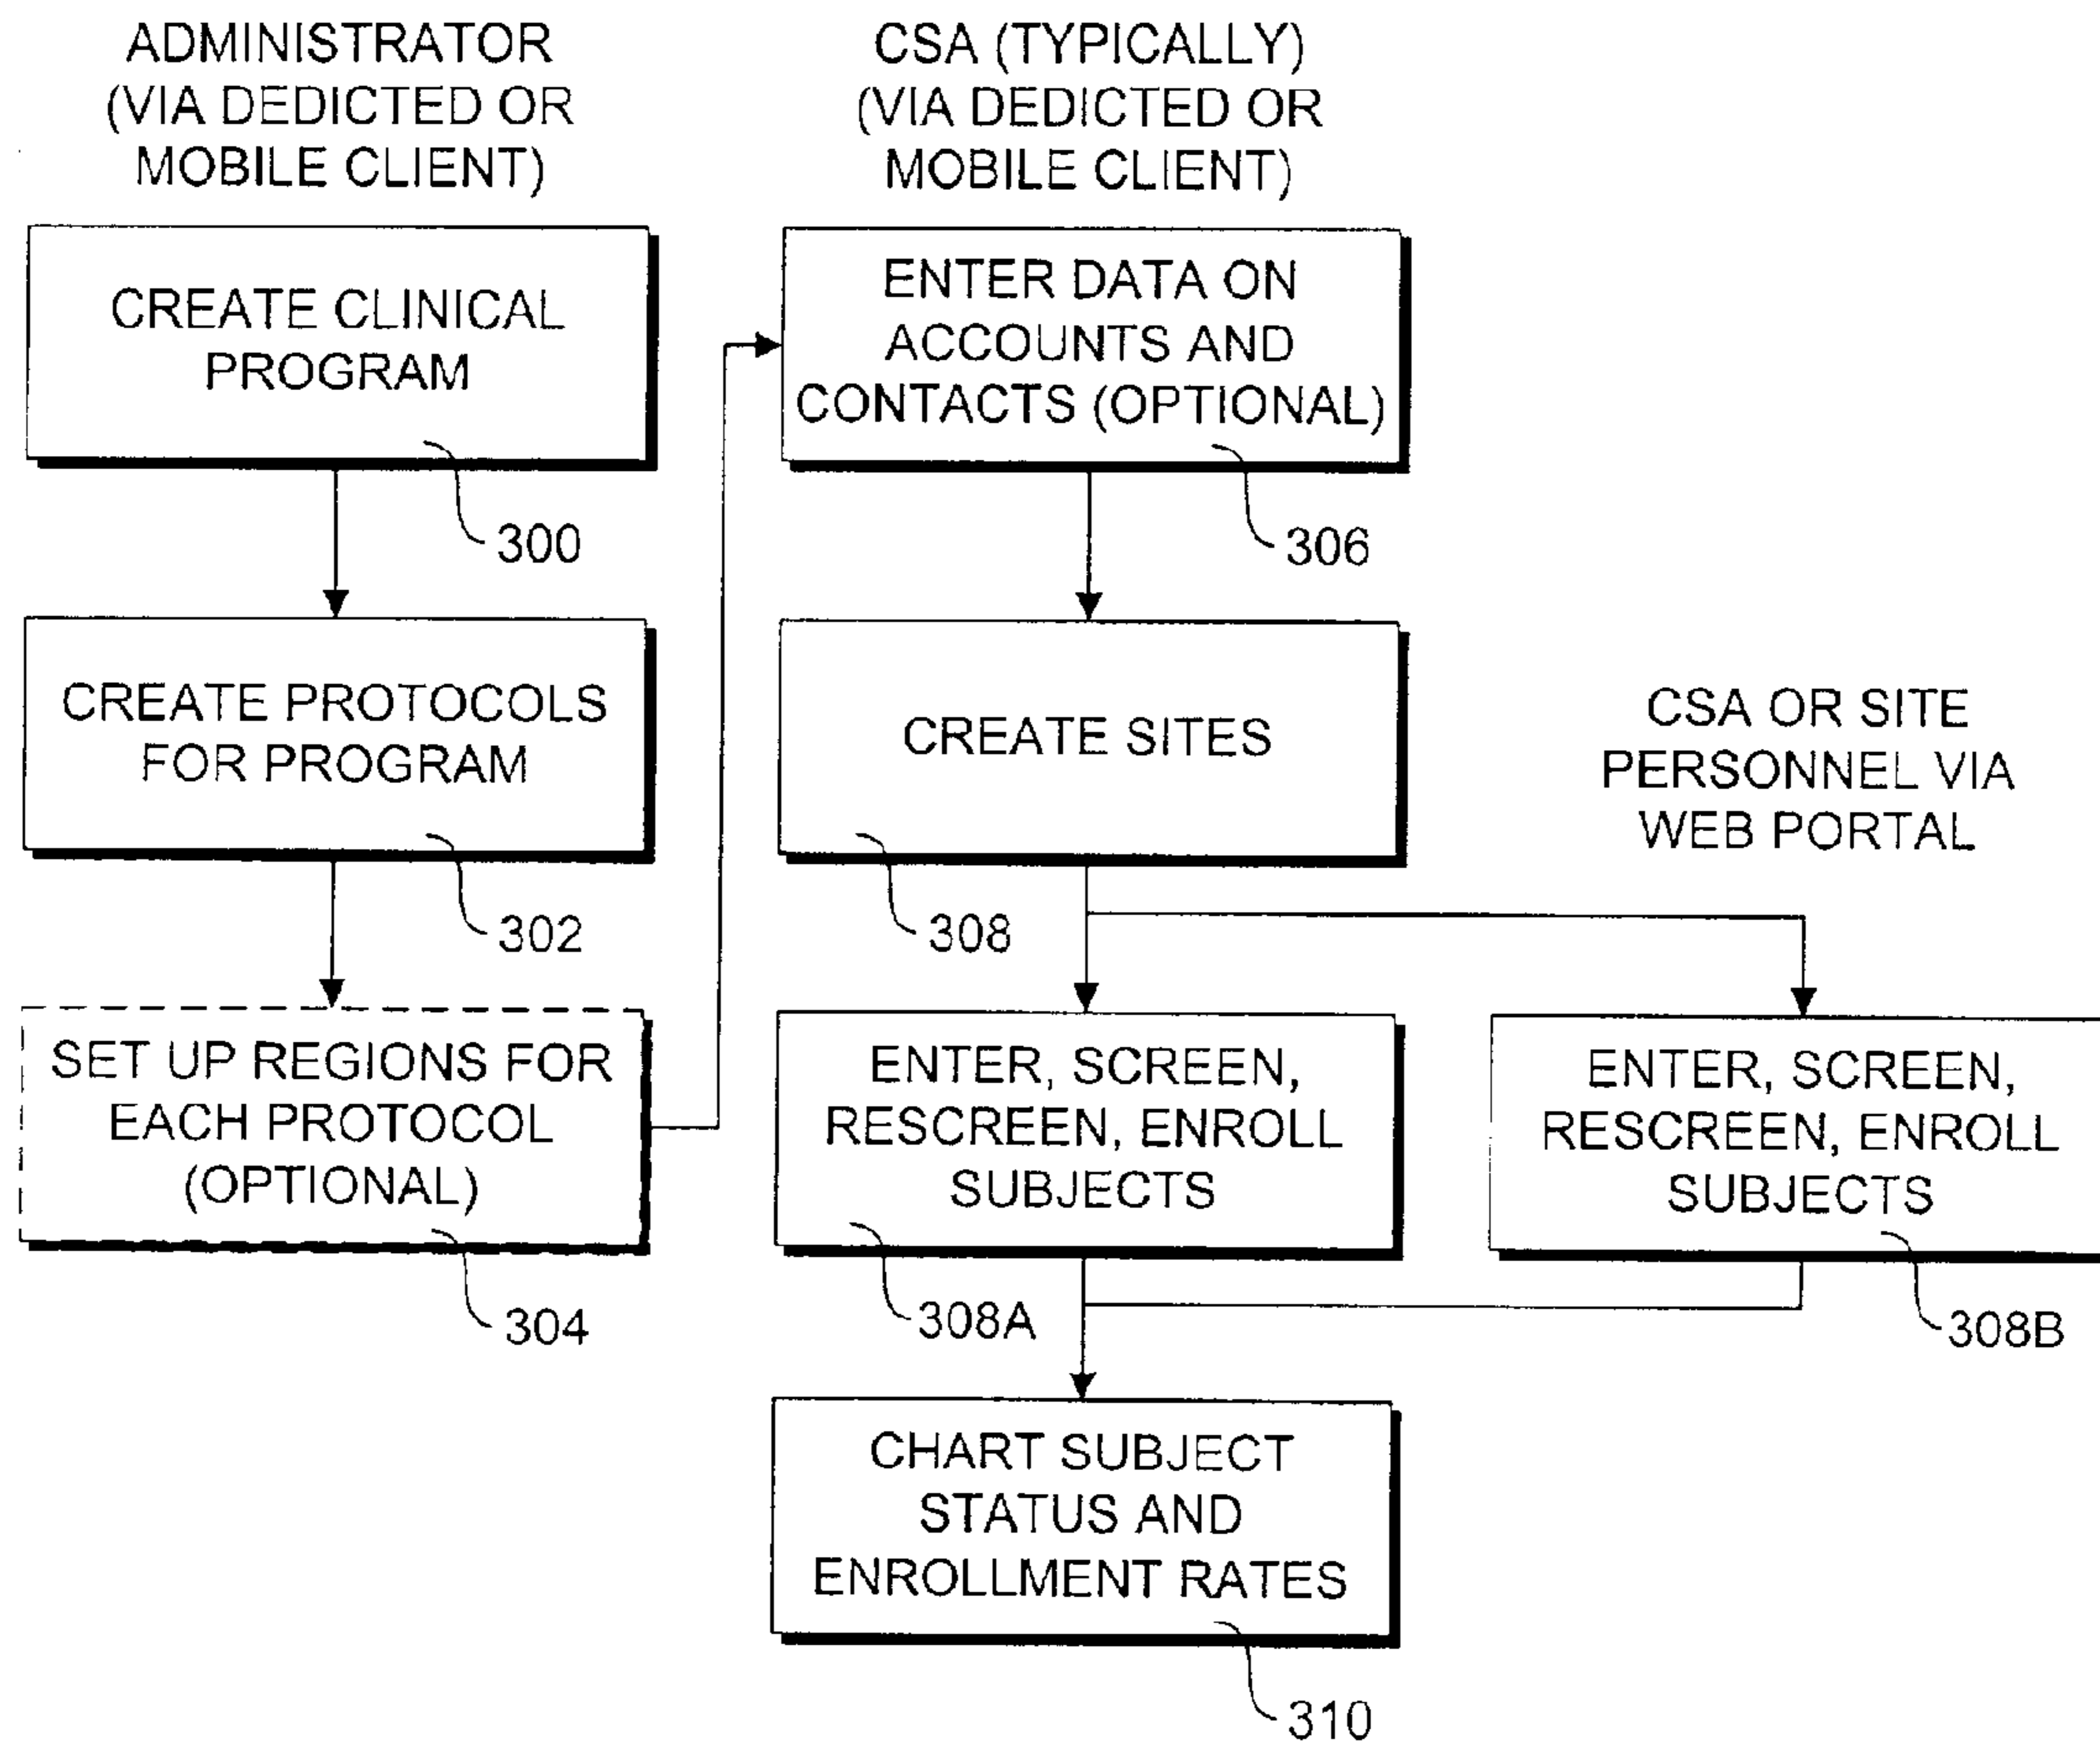 ADMINISTRATOR
(VIA DEDICTED OR
MOBILE CLIENT)
CREATE CLINICAL
PROGRAM
300
CREATE PROTOCOLS
FOR PROGRAM
302
SET UP REGIONS FOR
EACH PROTOCOL
(OPTIONAL)
304
CSA (TYPICALLY)
(VIA DEDICTED OR
MOBILE CLIENT)
ENTER DATA ON
ACCOUNTS AND
CONTACTS (OPTIONAL)
306
CREATE SITES
308
ENTER, SCREEN,
RESCREEN, ENROLL
SUBJECTS
308A
CSA OR SITE
PERSONNEL VIA
WEB PORTAL
ENTER, SCREEN,
RESCREEN, ENROLL
SUBJECTS
308B
CHART SUBJECT
STATUS AND
ENROLLMENT RATES
310